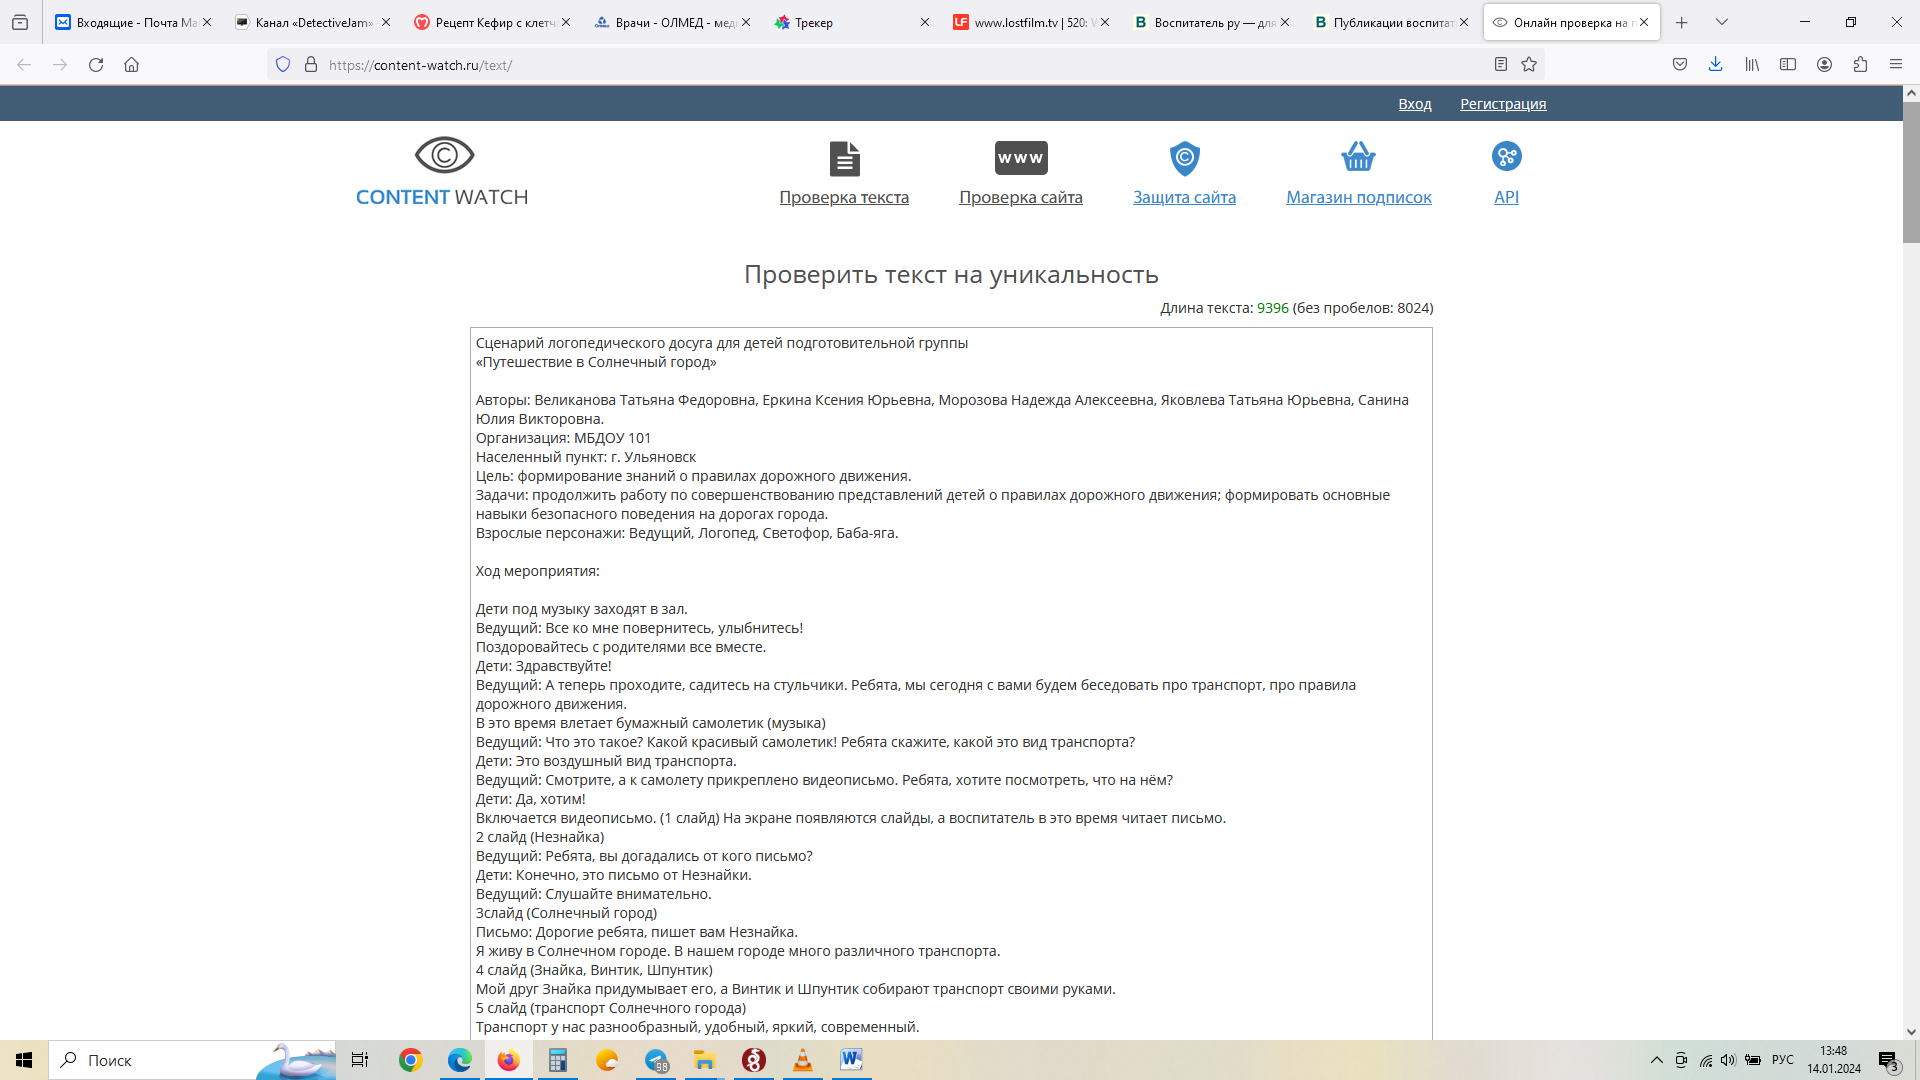 Входящие - Почта Ma
Канал «DetectiveJam»
Рецепт Кефир с клетч
Врачи - ОЛМЕД - мед
Трекер
www.lostfilm.tv | 520: W
Воспитатель ру — для
Публикации воспитат
Онлайн проверка на п
https://content-watch.ru/text/
Вход Регистрация
CONTENT WATCH
www
Проверка текста Проверка сайта Защита сайта Магазин подписок API
Проверить текст на уникальность
Длина текста: 9396 (без пробелов: 8024)
Сценарий логопедического досуга для детей подготовительной группы
«Путешествие в Солнечный город»
Авторы: Великанова Татьяна Федоровна, Еркина Ксения Юрьевна, Морозова Надежда Алексеевна, Яковлева Татьяна Юрьевна, Санина
Юлия Викторовна.
Организация: МБДОУ 101
Населенный пункт: г. Ульяновск
Цель: формирование знаний о правилах дорожного движения.
Задачи: продолжить работу по совершенствованию представлений детей о правилах дорожного движения; формировать основные
навыки безопасного поведения на дорогах города.
Взрослые персонажи: Ведущий, Логопед, Светофор, Баба-яга.
Ход мероприятия:
Дети под музыку заходят в зал.
Ведущий: Все ко мне повернитесь, улыбнитесь!
Поздоровайтесь с родителями все вместе.
Дети: Здравствуйте!
Ведущий: А теперь проходите, садитесь на стульчики. Ребята, мы сегодня с вами будем беседовать про транспорт, про правила
дорожного движения.
В это время влетает бумажный самолетик (музыка)
Ведущий: Что это такое? Какой красивый самолетик! Ребята скажите, какой это вид транспорта?
Дети: Это воздушный вид транспорта.
Ведущий: Смотрите, а к самолету прикреплено видеописьмо. Ребята, хотите посмотреть, что на нём?
Дети: Да, хотим!
Включается видеописьмо. (1 слайд) На экране появляются слайды, а воспитатель в это время читает письмо.
2 слайд (Незнайка)
Ведущий: Ребята, вы догадались от кого письмо?
Дети: Конечно, это письмо от Незнайки.
Ведущий: Слушайте внимательно.
3слайд (Солнечный город)
Письмо: Дорогие ребята, пишет вам Незнайка.
Я живу в Солнечном городе. В нашем городе много различного транспорта.
4 слайд (Знайка, Винтик, Шпунтик)
Мой друг Знайка придумывает его, а Винтик и Шпунтик собирают транспорт своими руками.
5 слайд (транспорт Солнечного города)
Транспорт у нас разнообразный, удобный, яркий, современный.
Поиск
98
РУС
13:48
14.01.2024
3